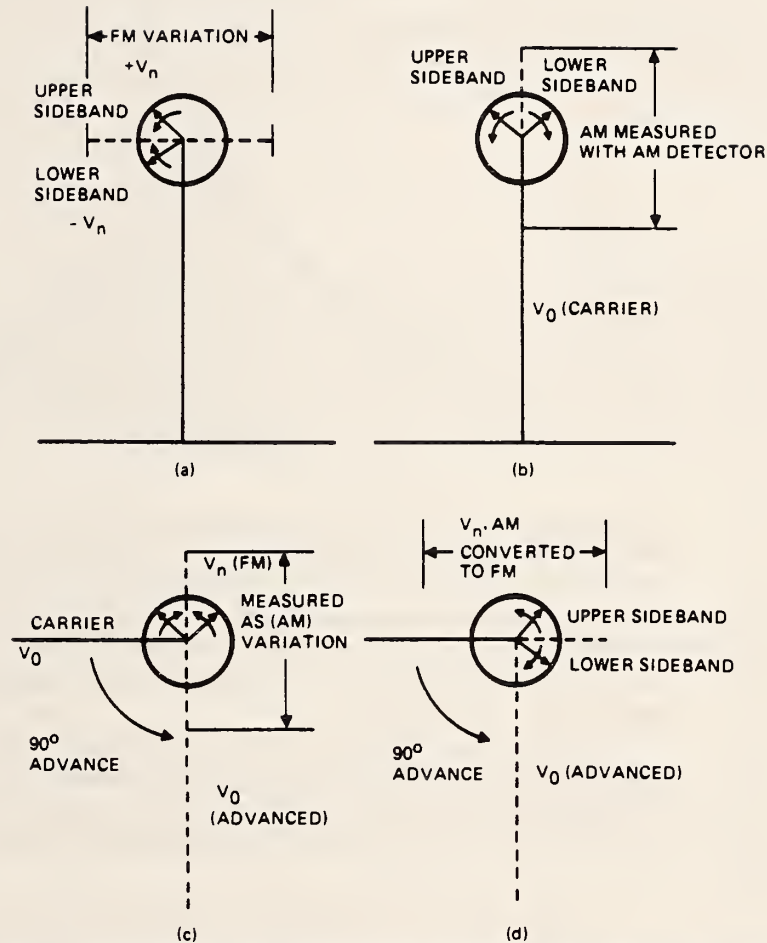 FM VARIATION
+Vn
UPPER
SIDEBAND
LOWER
SIDEBAND
- Vn
(a)
UPPER
SIDEBAND
LOWER
SIDEBAND
AM MEASURED
WITH AM DETECTOR
V0 (CARRIER)
(b)
Vn (FM)
CARRIER
V0
MEASURED
AS (AM)
VARIATION
90°
ADVANCE
V0
(ADVANCED)
(c)
Vn, AM
CONVERTED
TO FM
UPPER SIDEBAND
LOWER SIDEBAND
90°
ADVANCE
V0 (ADVANCED)
(d)